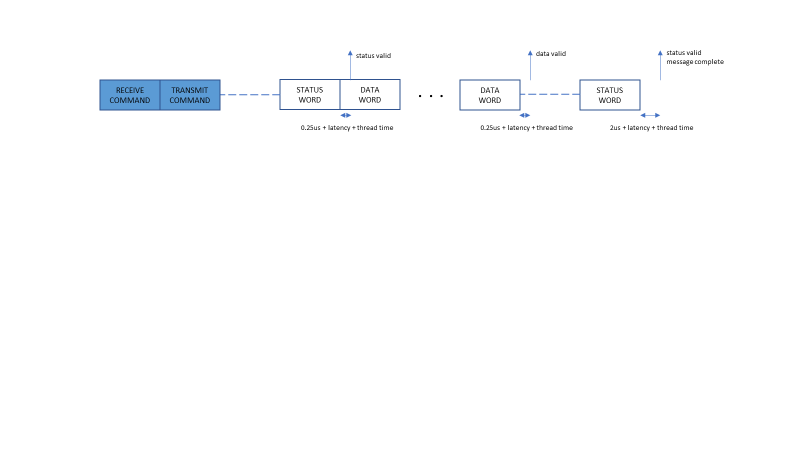 status valid
data valid
status valid
message complete
RECEIVE
COMMAND
TRANSMIT
COMMAND
STATUS
WORD
DATA
WORD
. . .
DATA
WORD
STATUS
WORD
0.25us + latency + thread time
0.25us + latency + thread time
2us + latency + thread time